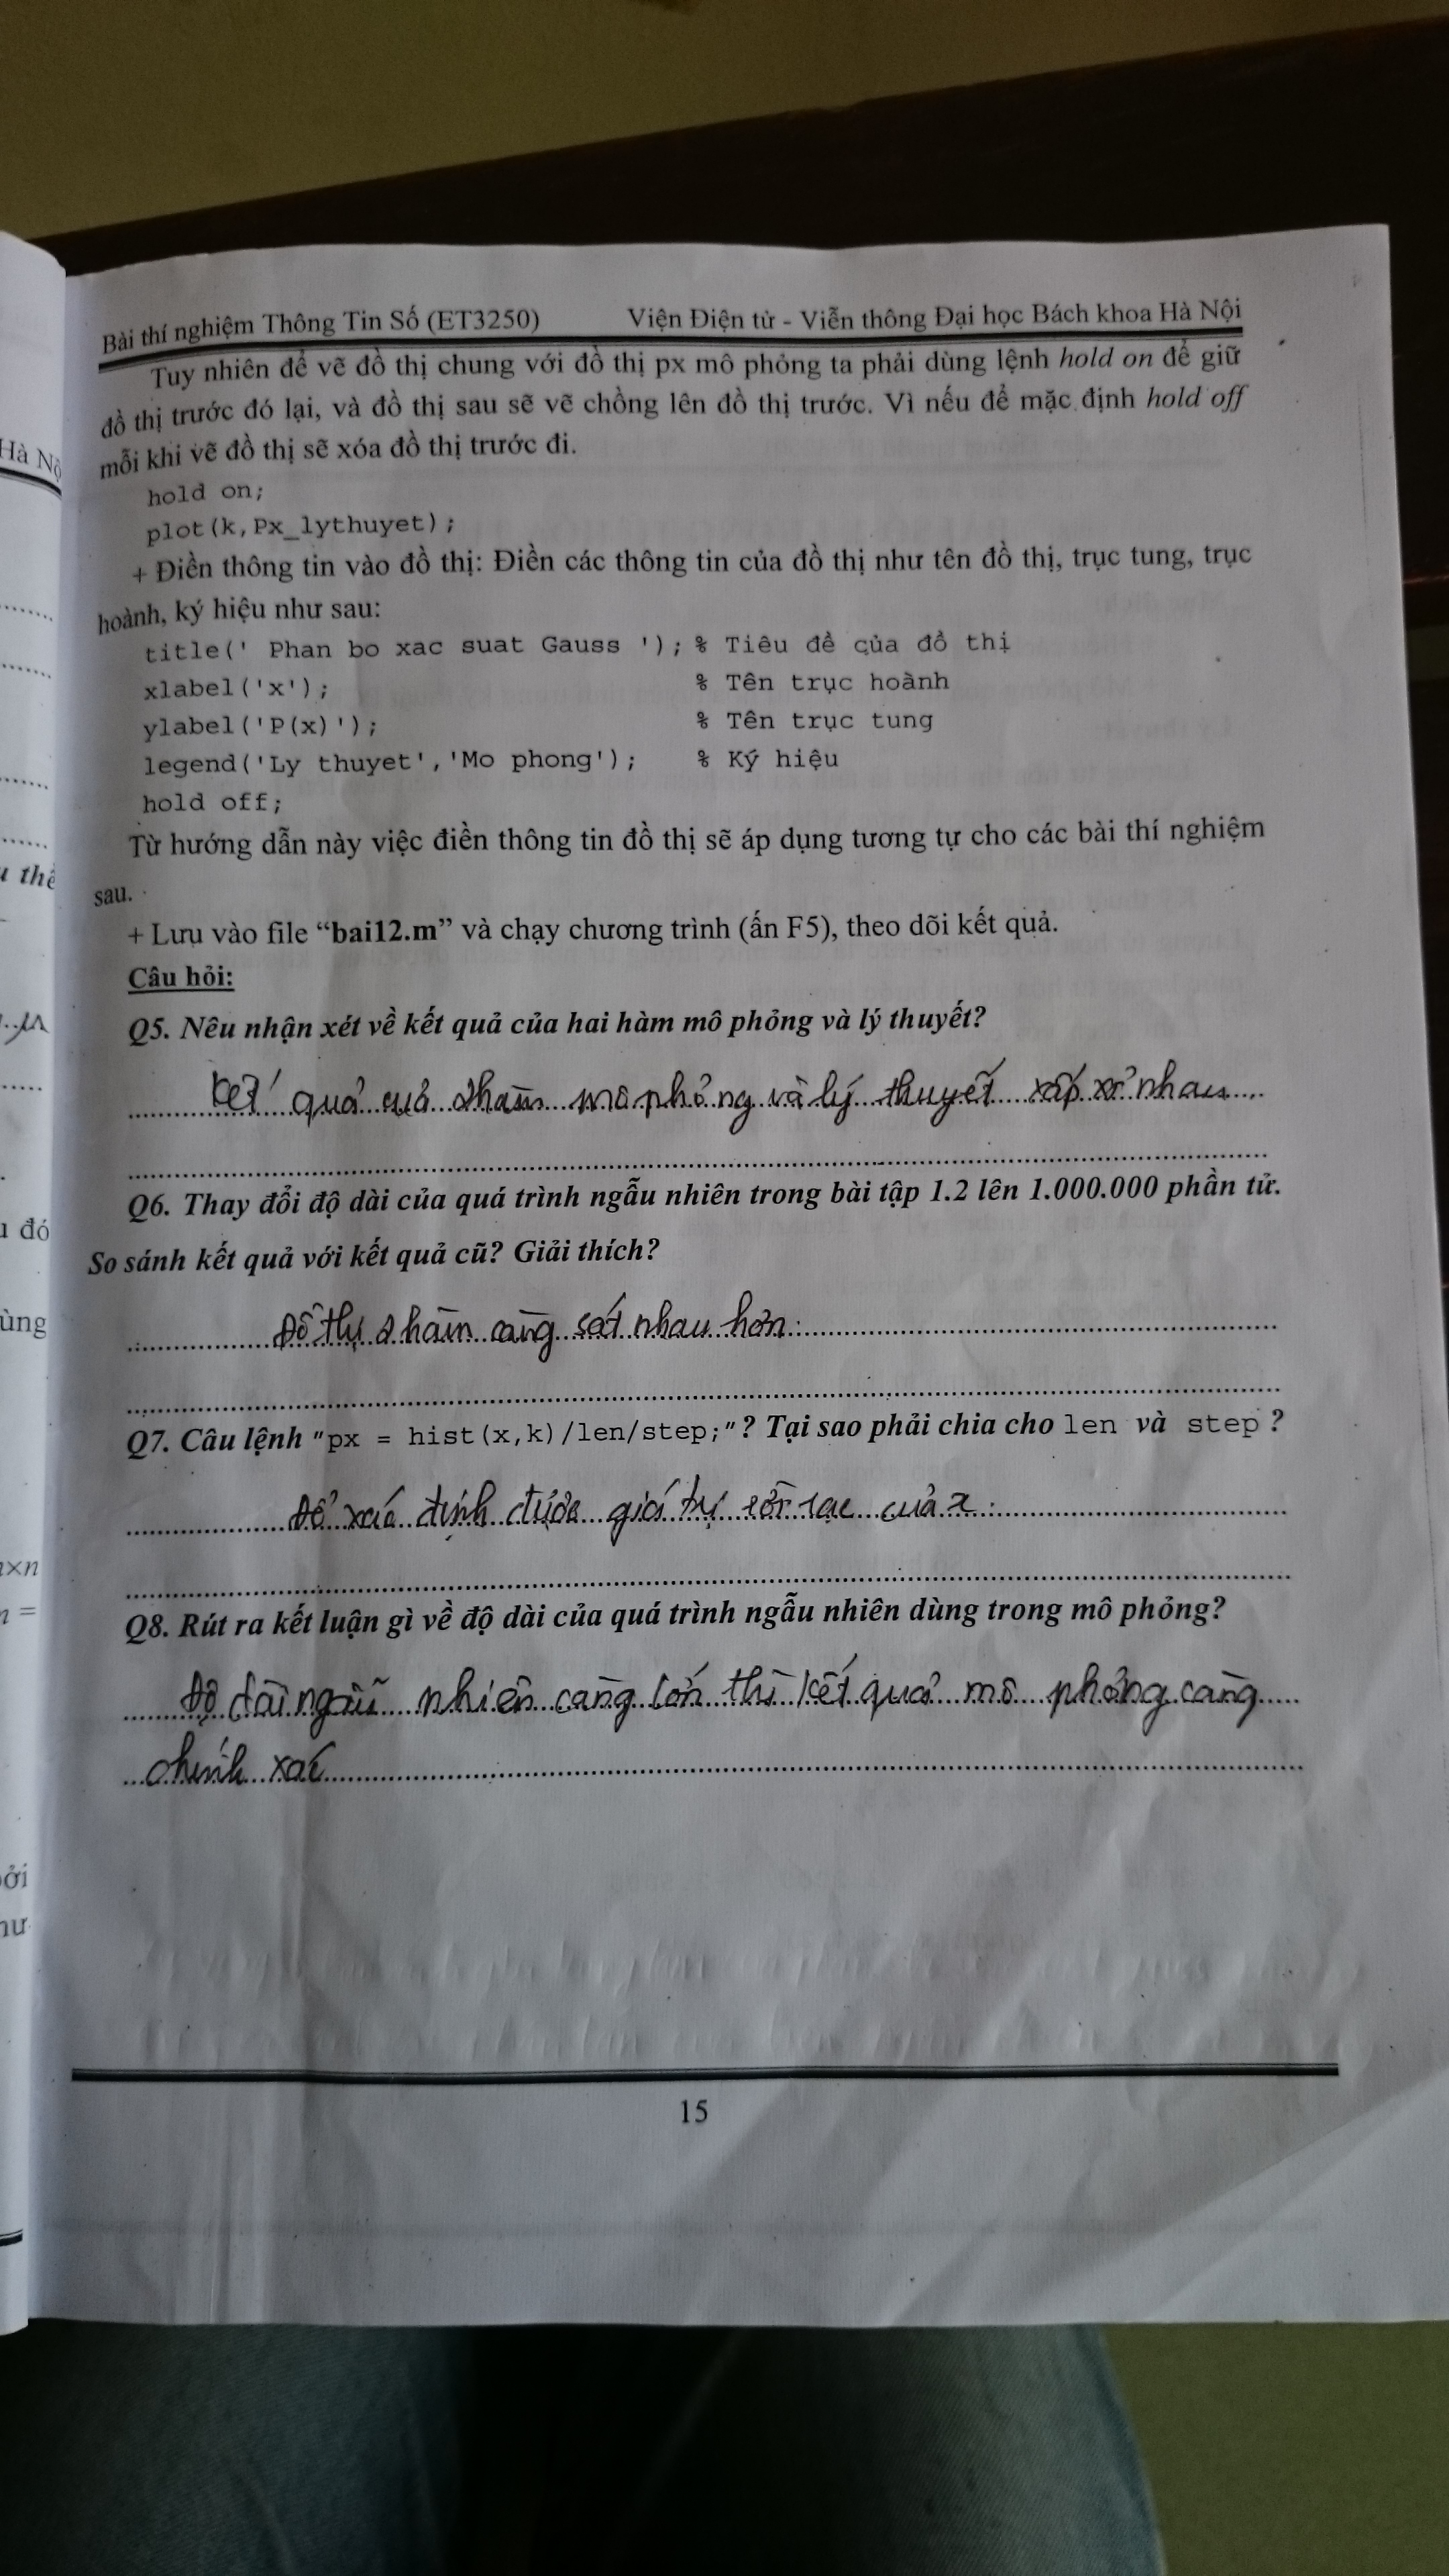 Bài thí nghiệm Thông Tin Số (ET3250) Viện Điện tử - Viễn thông Đại học Bách khoa Hà Nội
Tuy nhiên để vẽ đồ thị chung với đồ thị px mô phỏng ta phải dùng lệnh hold on để giữ
đồ thị trước đó lại, và đồ thị sau sẽ vẽ chồng lên đồ thị trước. Vì nếu để mặc định hold off
mỗi khi vẽ đồ thị sẽ xóa đồ thị trước đi.
hold on;
plot(k,Px_lythuyet);
+ Điền thông tin vào đồ thị: Điền các thông tin của đồ thị như tên đồ thị, trục tung, trục
hoành, ký hiệu như sau:
title(' Phan bo xac suat Gauss '); % Tiêu đề của đồ thị
xlabel('x'); % Tên trục hoành
ylabel('P(x)'); % Tên trục tung
legend('Ly thuyet','Mo phong'); % Ký hiệu
hold off;
Từ hướng dẫn này việc điền thông tin đồ thị sẽ áp dụng tương tự cho các bài thí nghiệm
sau.
+ Lưu vào file “bai12.m” và chạy chương trình (ấn F5), theo dõi kết quả.
Câu hỏi:
Q5. Nêu nhận xét về kết quả của hai hàm mô phỏng và lý thuyết?
Kết quả của 2 hàm mô phỏng và lý thuyết xấp xỉ nhau
Q6. Thay đổi độ dài của quá trình ngẫu nhiên trong bài tập 1.2 lên 1.000.000 phần tử.
So sánh kết quả với kết quả cũ? Giải thích?
Đồ thị 2 hàm càng sát nhau hơn.
Q7. Câu lệnh "px = hist(x,k)/len/step;"? Tại sao phải chia cho len và step ?
Để xác định được giá trị rời rạc của x.
Q8. Rút ra kết luận gì về độ dài của quá trình ngẫu nhiên dùng trong mô phỏng?
Độ dài ngẫu nhiên càng lớn thì kết quả mô phỏng càng
chính xác
15